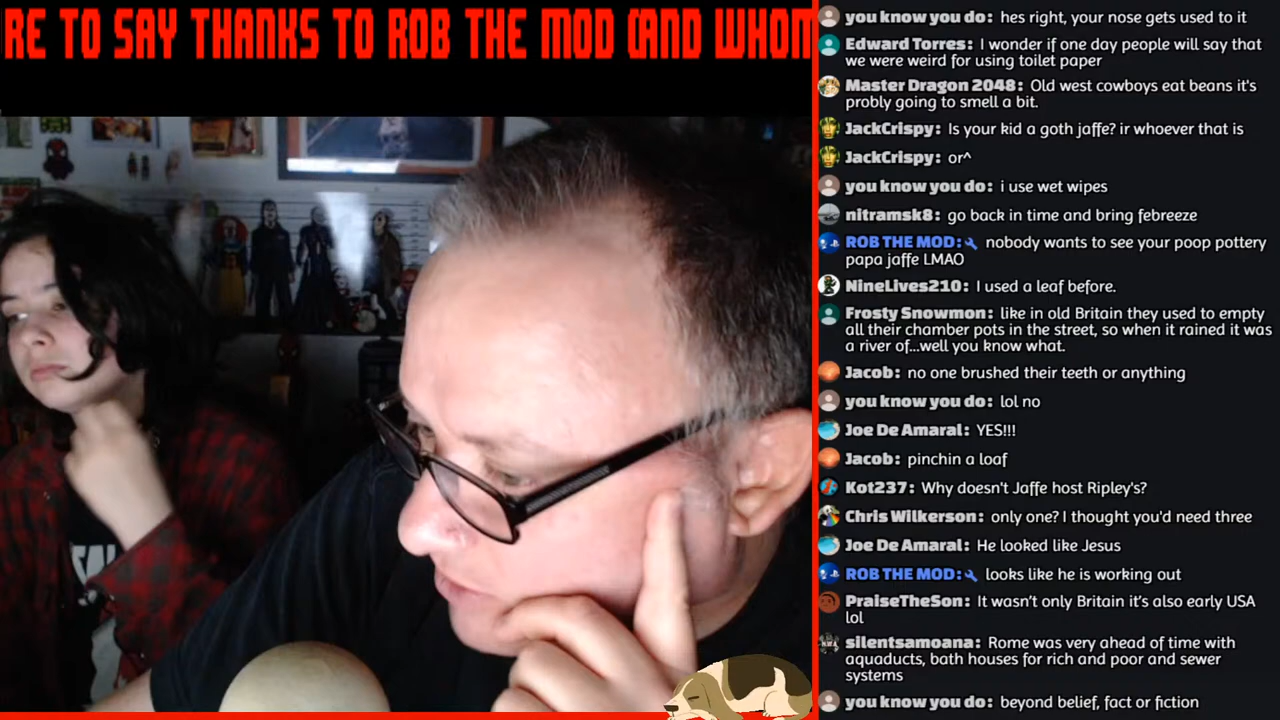 RE TO SAY THANKS TO ROB THE MOD (AND WHOM
you know you do: hes right, your nose gets used to it
Edward Torres: I wonder if one day people will say that
we were weird for using toilet paper
Master Dragon 2048: Old west cowboys eat beans it's
probly going to smell a bit.
JackCrispy: Is your kid a goth jaffe? ir whoever that is
JackCrispy: or^
you know you do: i use wet wipes
nitramsk8: go back in time and bring febreeze
ROB THE MOD: nobody wants to see your poop pottery
papa jaffe LMAO
NineLives210: I used a leaf before.
Frosty Snowmon: like in old Britain they used to empty
all their chamber pots in the street, so when it rained it was
a river of...well you know what.
Jacob: no one brushed their teeth or anything
you know you do: lol no
Joe De Amaral: YES!!!
Jacob: pinchin a loaf
Kot237: Why doesn't Jaffe host Ripley's?
Chris Wilkerson: only one? I thought you'd need three
Joe De Amaral: He looked like Jesus
ROB THE MOD: looks like he is working out
PraiseTheSon: It wasn't only Britain it's also early USA
lol
silentsamoana: Rome was very ahead of time with
aquaducts, bath houses for rich and poor and sewer
systems
you know you do: beyond belief, fact or fiction